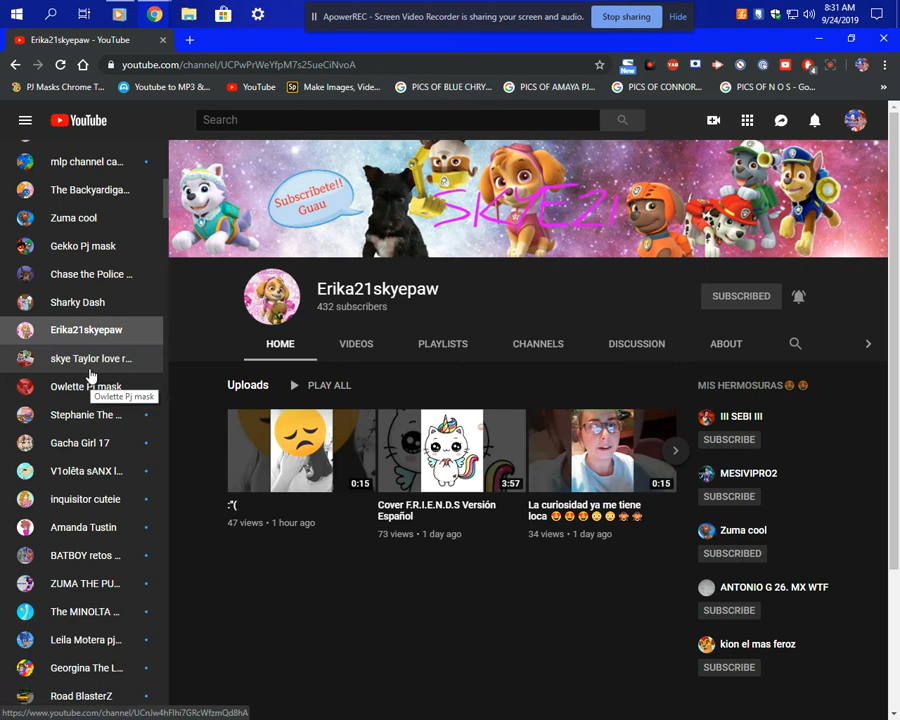 ApowerREC - Screen Video Recorder is sharing your screen and audio.
Stop sharing
Hide
8:31 AM
9/24/2019
Erika21skyepaw - YouTube
youtube.com/channel/UCPwPrWeYfpM7s25ueCiNvoA
New
4
PJ Masks Chrome T...
Youtube to MP3 &...
YouTube
Sp
Make Images, Vide...
PICS OF BLUE CHRY...
PICS OF AMAYA PJ...
PICS OF CONNOR...
PICS OF N O S - Go...
YouTube
Search
mlp channel ca...
The Backyardiga...
Zuma cool
Gekko Pj mask
Chase the Police ...
Sharky Dash
Erika21skyepaw
skye Taylor love r...
Owlette Pj mask
Owlette Pj mask
Stephanie The ...
Gacha Girl 17
V1olêta sANX l...
inquisitor cuteie
Amanda Tustin
BATBOY retos ...
ZUMA THE PU...
The MINOLTA ...
Leila Motera pj...
Georgina The L...
Road BlasterZ
Subscribete!!
Guau
SKYE21
Erika21skyepaw
432 subscribers
SUBSCRIBED
HOME
VIDEOS
PLAYLISTS
CHANNELS
DISCUSSION
ABOUT
Uploads
PLAY ALL
0:15
3:57
0:15
:"(
47 views • 1 hour ago
Cover F.R.I.E.N.D.S Versión
Español
73 views • 1 day ago
La curiosidad ya me tiene
loca 🤩🤩🤩😳😳🙊🙊
34 views • 1 day ago
MIS HERMOSURAS🤩🤩
III SEBI III
SUBSCRIBE
MESIVIPRO2
SUBSCRIBE
Zuma cool
SUBSCRIBED
ANTONIO G 26. MX WTF
SUBSCRIBE
kion el mas feroz
SUBSCRIBE
https://www.youtube.com/channel/UCnJw4hFlhi7GRcWfzmQd8hA